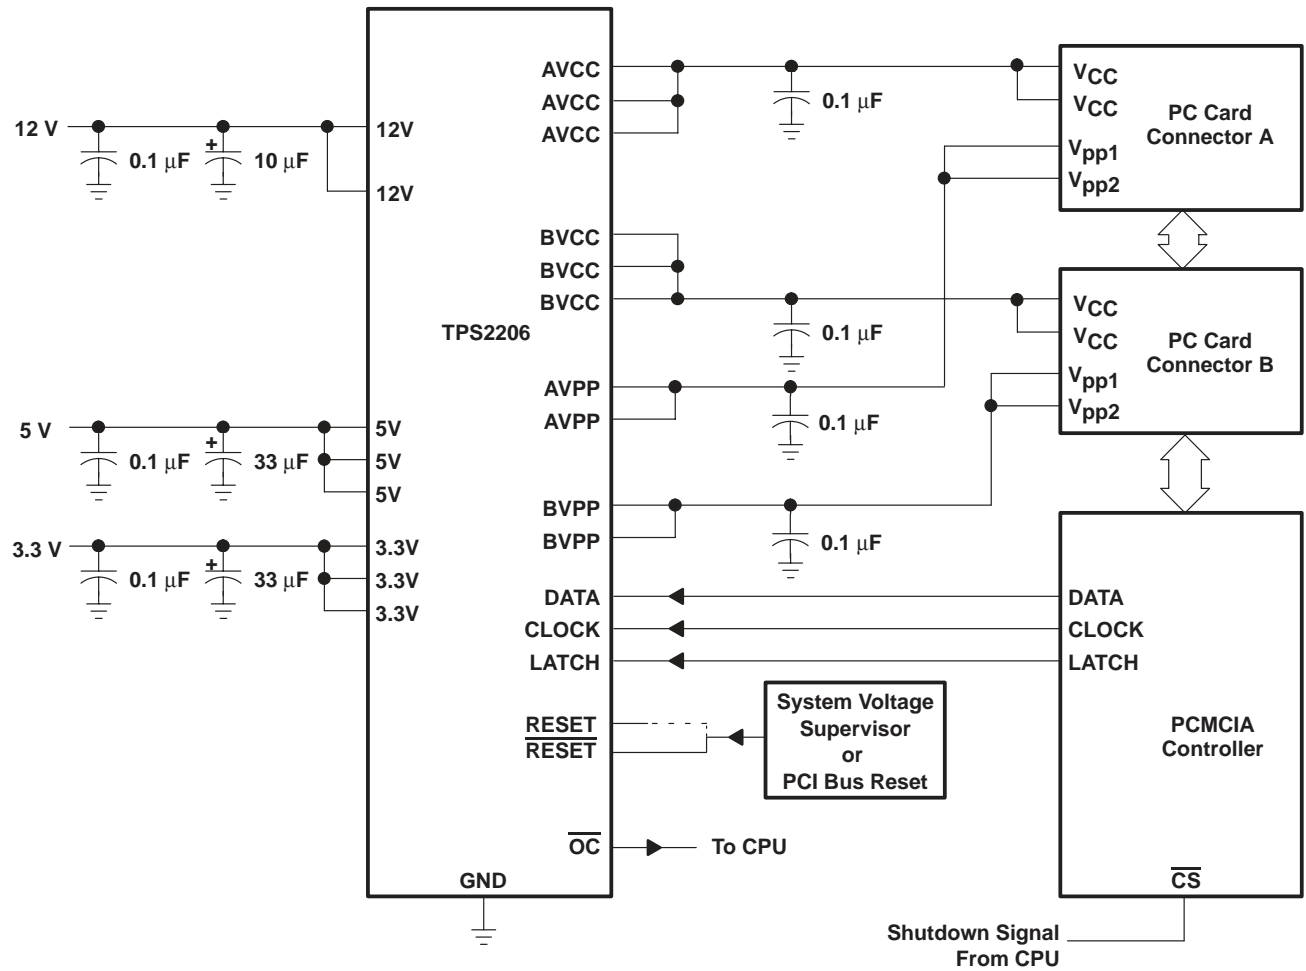 12 V
0.1 μF
+
10 μF
12V
12V
5 V
0.1 μF
+
33 μF
5V
5V
5V
3.3 V
0.1 μF
+
33 μF
3.3V
3.3V
3.3V
TPS2206
GND
AVCC
AVCC
AVCC
0.1 μF
BVCC
BVCC
BVCC
0.1 μF
AVPP
AVPP
0.1 μF
BVPP
BVPP
0.1 μF
DATA
CLOCK
LATCH
RESET
RESET
OC
To CPU
System Voltage
Supervisor
or
PCI Bus Reset
VCC
VCC
Vpp1
Vpp2
PC Card
Connector A
VCC
VCC
Vpp1
Vpp2
PC Card
Connector B
DATA
CLOCK
LATCH
PCMCIA
Controller
CS
Shutdown Signal
From CPU